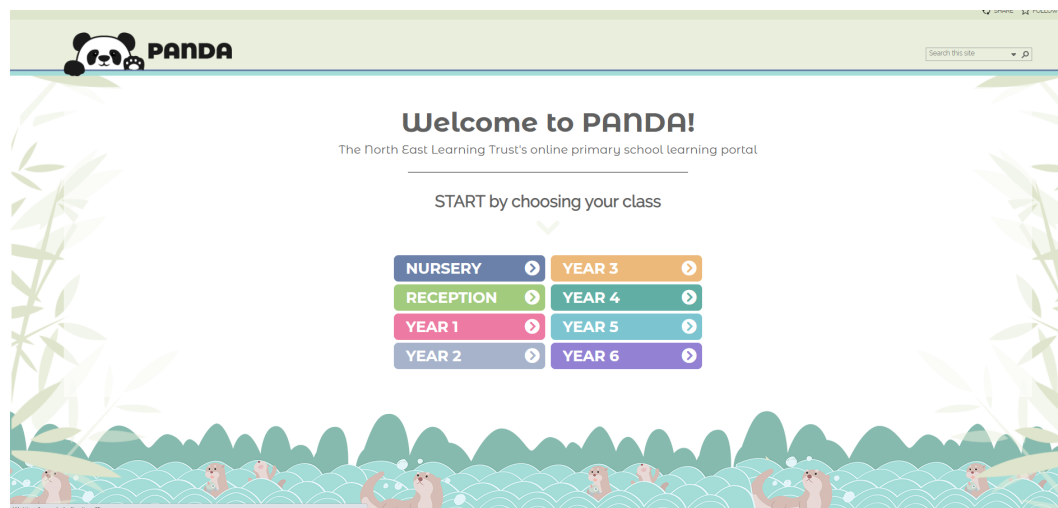 SHARE FOLLOW
PANDA
Search this site
Welcome to PANDA!
The North East Learning Trust's online primary school learning portal
START by choosing your class
NURSERY
YEAR 3
RECEPTION
YEAR 4
YEAR 1
YEAR 5
YEAR 2
YEAR 6